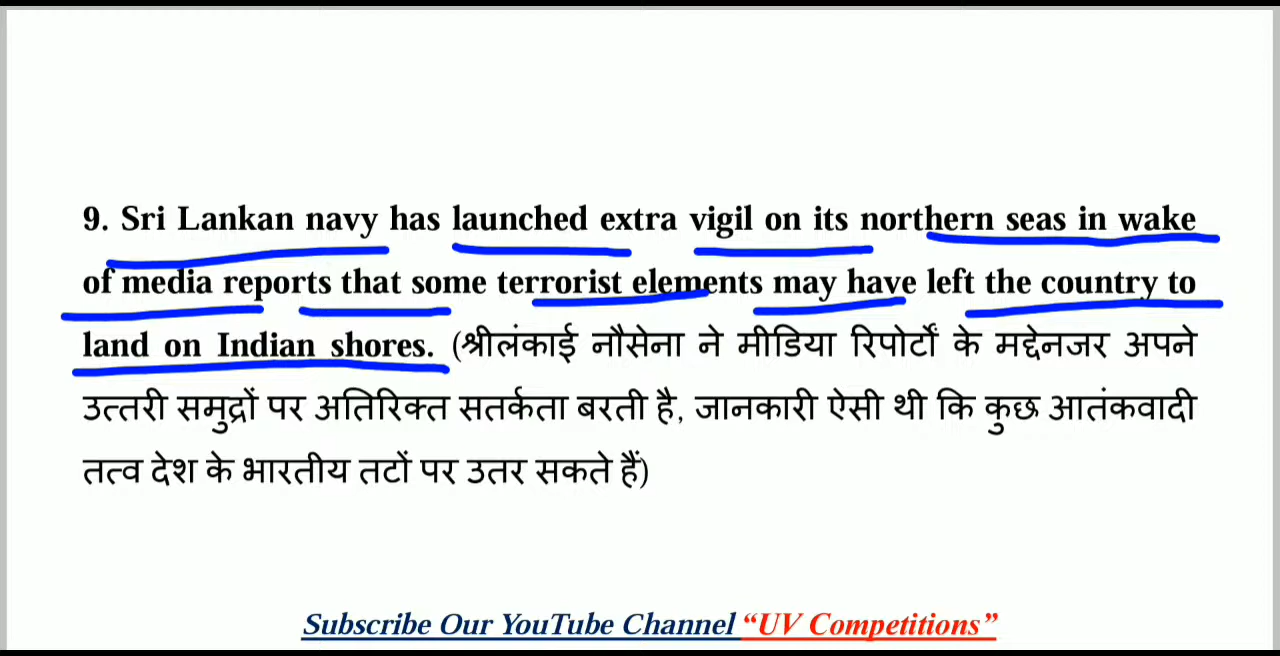 9. Sri Lankan navy has launched extra vigil on its northern seas in wake
of media reports that some terrorist elements may have left the country to
land on Indian shores. (श्रीलंकाई नौसेना ने मीडिया रिपोर्टों के मद्देनजर अपने
उत्तरी समुद्रों पर अतिरिक्त सतर्कता बरती है, जानकारी ऐसी थी कि कुछ आतंकवादी
तत्व देश के भारतीय तटों पर उतर सकते हैं)
Subscribe Our YouTube Channel “UV Competitions”